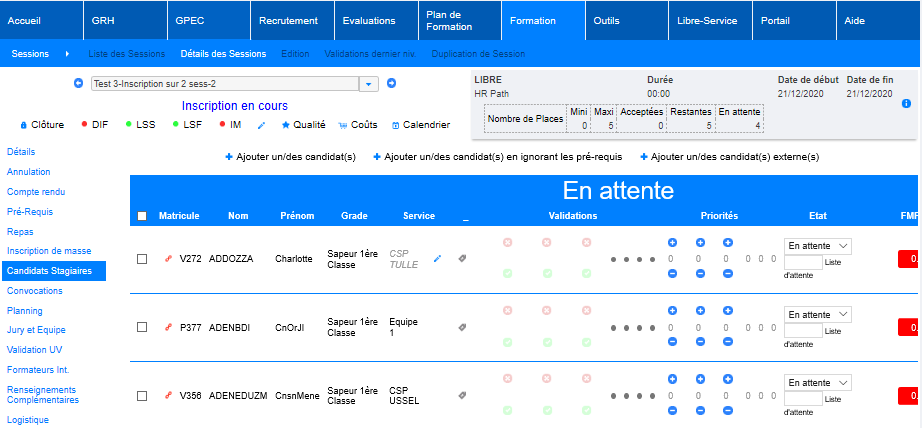 Accueil GRH GPEC Recrutement Evaluations Plan de Formation Formation Outils Libre-Service Portail Aide
Sessions Liste des Sessions Détails des Sessions Edition Validations dernier niv. Duplication de Session
Test 3-Inscription sur 2 sess-2
Inscription en cours
Clôture DIF LSS LSF IM Qualité Coûts Calendrier
LIBRE Durée Date de début Date de fin
HR Path 00:00 21/12/2020 21/12/2020
Nombre de Places Mini Maxi Acceptées Restantes En attente
0 5 0 5 4
Détails
Annulation
Compte rendu
Pré-Requis
Repas
Inscription de masse
Candidats Stagiaires
Convocations
Planning
Jury et Equipe
Validation UV
Formateurs Int.
Renseignements
Complémentaires
Logistique
+ Ajouter un/des candidat(s) + Ajouter un/des candidat(s) en ignorant les pré-requis + Ajouter un/des candidat(s) externe(s)
En attente
Matricule Nom Prénom Grade Service _ Validations Priorités Etat
V272 ADDOZZA Charlotte Sapeur 1ère Classe CSP TULLE 0 0 0 0 0 0 En attente
Liste d'attente
0.
P377 ADENBDI CnOrJI Sapeur 1ère Classe Equipe 1 0 0 0 0 0 0 En attente
Liste d'attente
0.
V356 ADENEDUZM CnsnMene Sapeur 1ère Classe CSP USSEL 0 0 0 0 0 0 En attente
Liste d'attente
0.